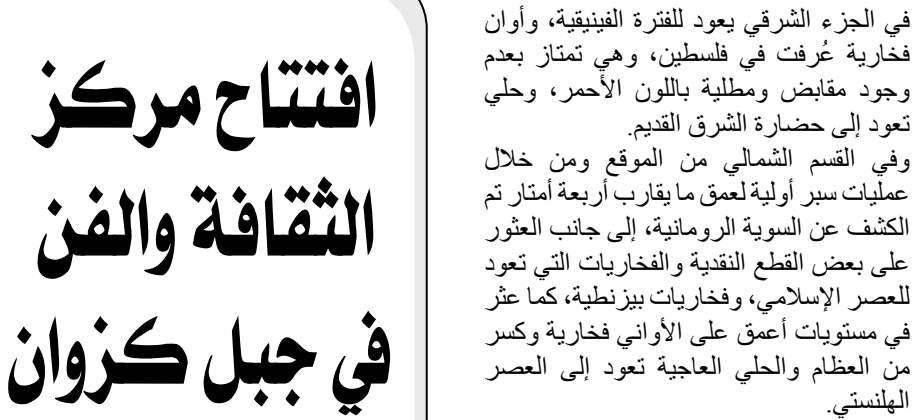 في الجزء الشرقي يعود للفترة الفينيقية، وأوان
فخارية عُرفت في فلسطين، وهي تمتاز بعدم
وجود مقابض ومطلية باللون الأحمر، وحلي
تعود إلى حضارة الشرق القديم.
وفي القسم الشمالي من الموقع ومن خلال
عمليات سبر أولية لعمق ما يقارب أربعة أمتار تم
الكشف عن السوية الرومانية، إلى جانب العثور
على بعض القطع النقدية والفخاريات التي تعود
للعصر الإسلامي، وفخاريات بيزنطية، كما عثر
في مستويات أعمق على الأواني فخارية وكسر
من العظام والحلي العاجية تعود إلى العصر
الهلنستي.
افتتاح مركز
الثقافة والفن
في جبل كزوان